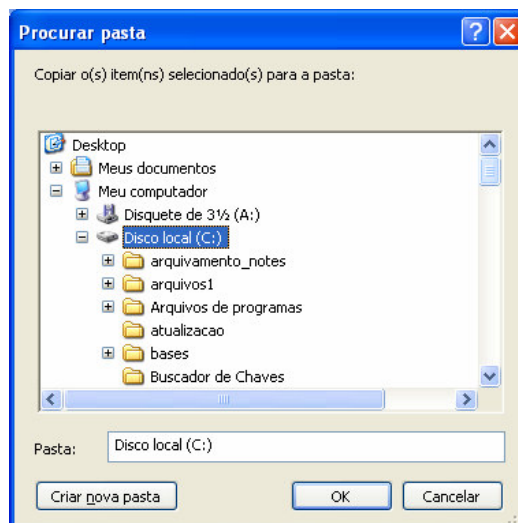 Procurar pasta
Copiar o(s) item(ns) selecionado(s) para a pasta:
Desktop
Meus documentos
Meu computador
Disquete de 3½ (A:)
Disco local (C:)
arquivamento_notes
arquivos1
Arquivos de programas
atualizacao
bases
Buscador de Chaves
Pasta: Disco local (C:)
Criar nova pasta OK Cancelar